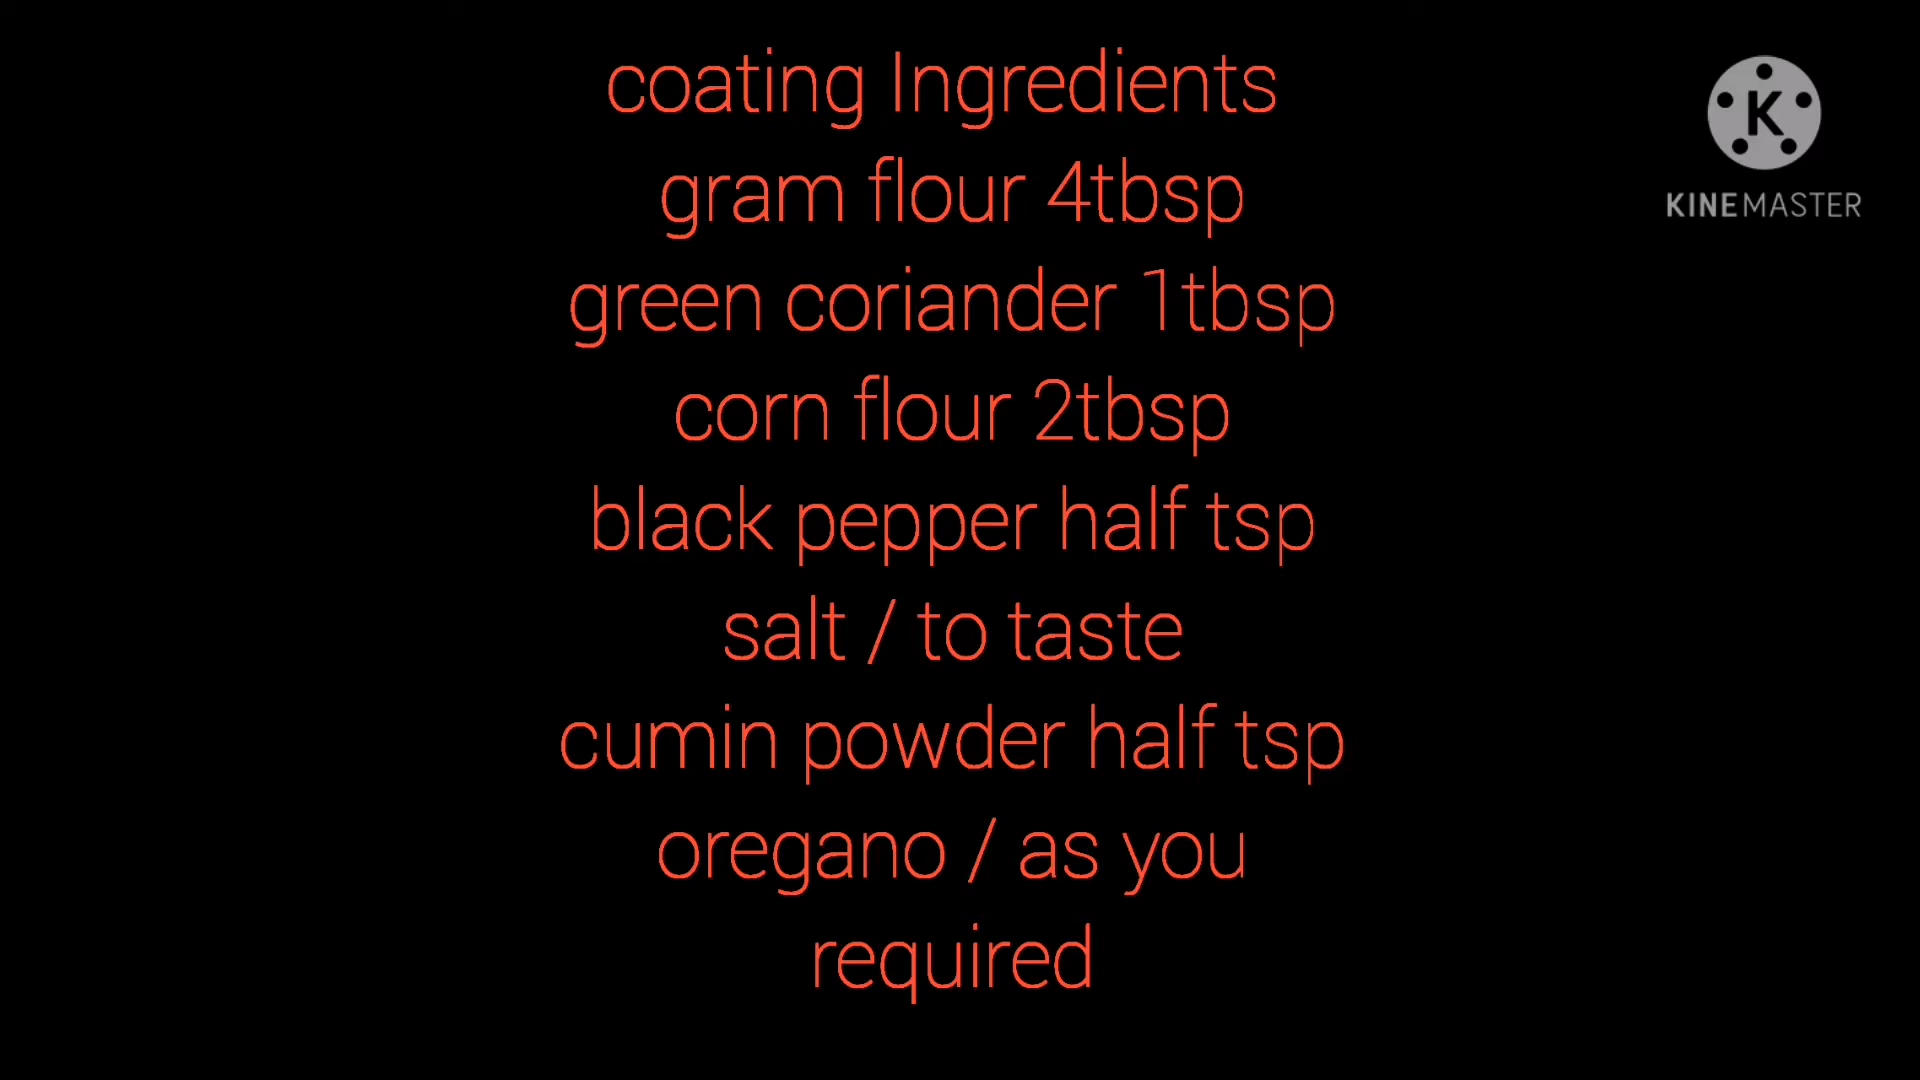 coating Ingredients
gram flour 4tbsp
green coriander 1tbsp
corn flour 2tbsp
black pepper half tsp
salt / to taste
cumin powder half tsp
oregano / as you
required
K
KINEMASTER